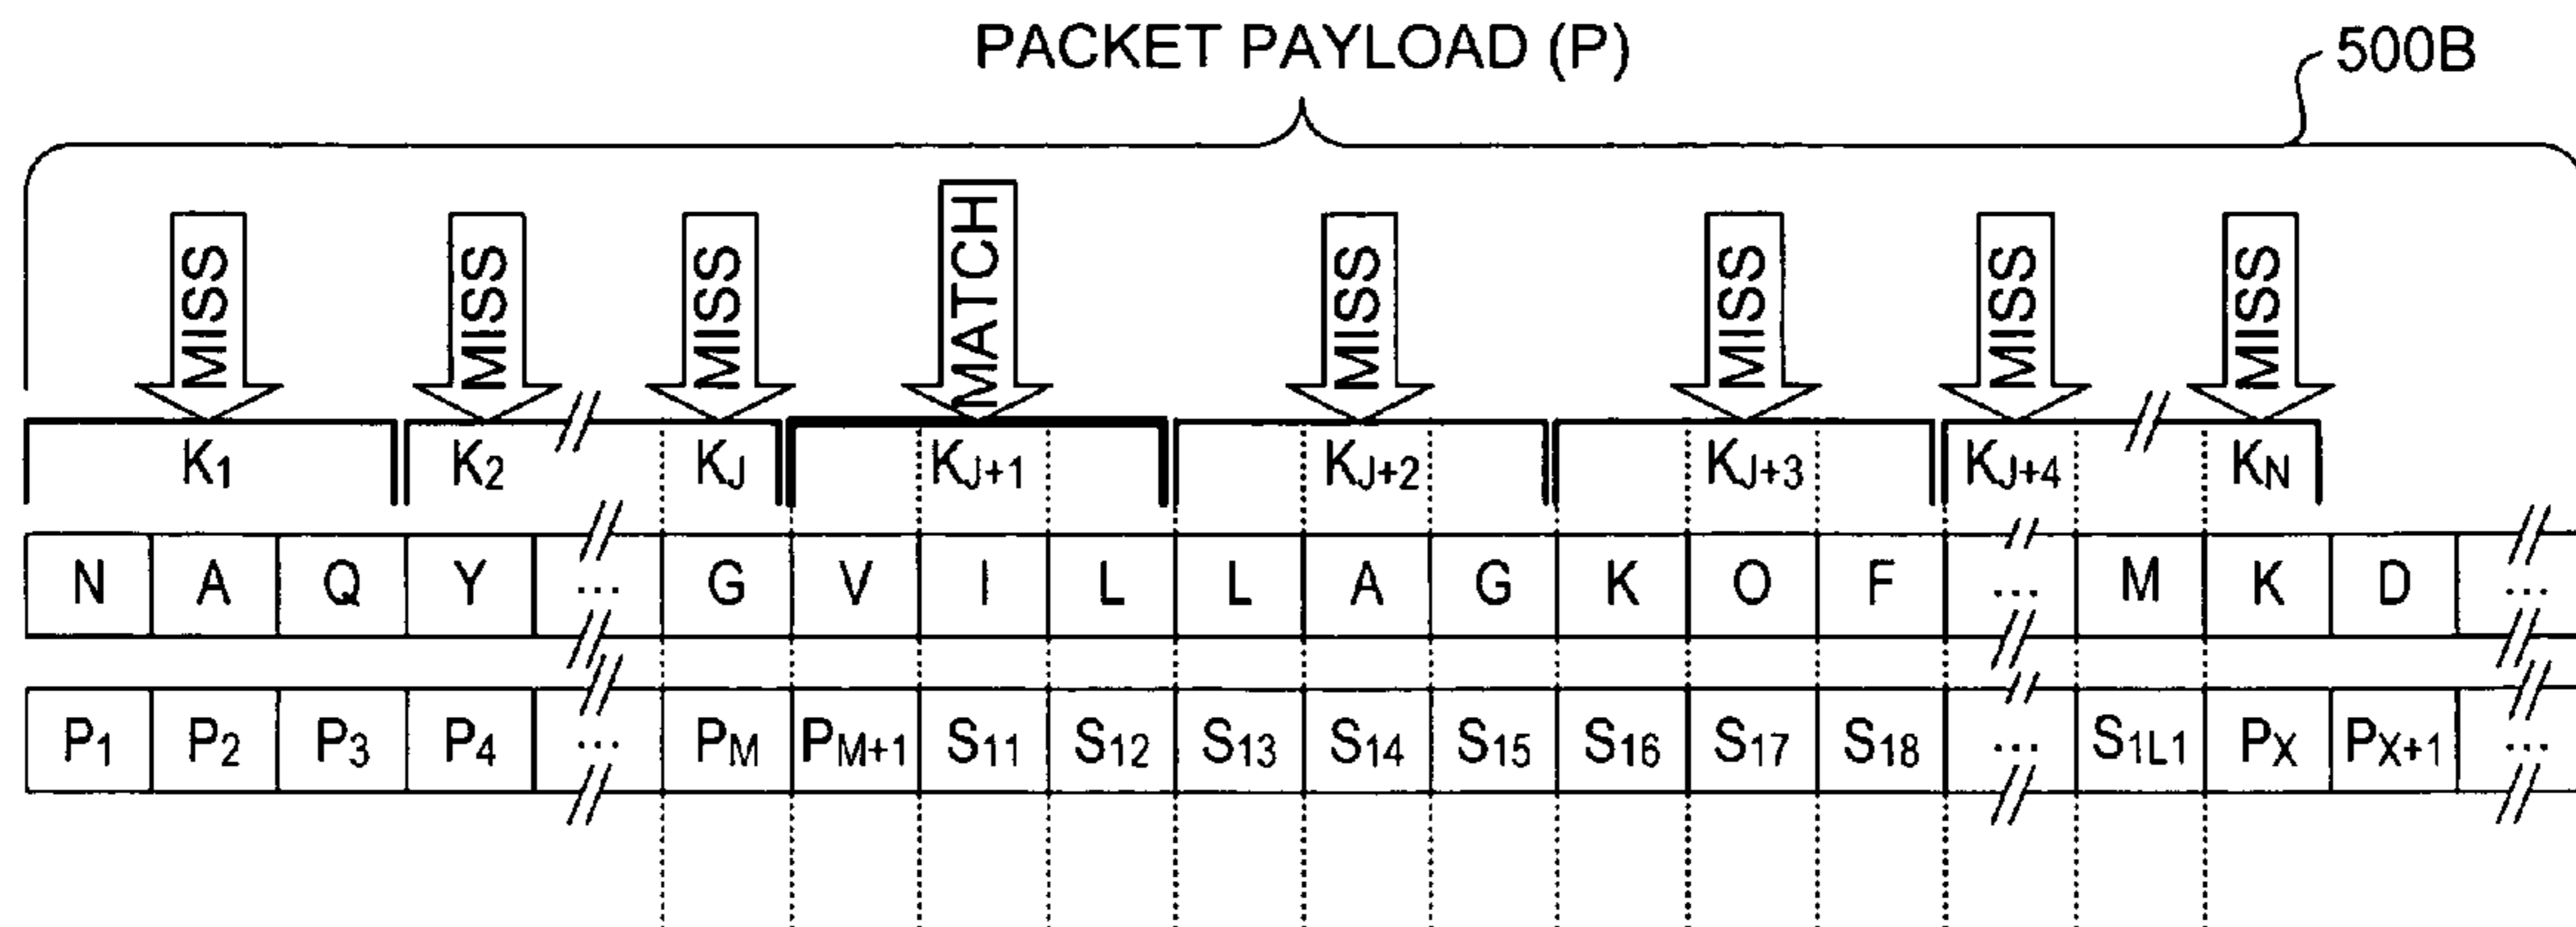 PACKET PAYLOAD (P)
500B
MISS MISS MISS MATCH MISS MISS MISS MISS
K1 K2 KJ KJ+1 KJ+2 KJ+3 KJ+4 KN
N A Q Y ... G V I L L A G K O F ... M K D ...
P1 P2 P3 P4 ... PM PM+1 S11 S12 S13 S14 S15 S16 S17 S18 ... S1L1 PX PX+1 ...